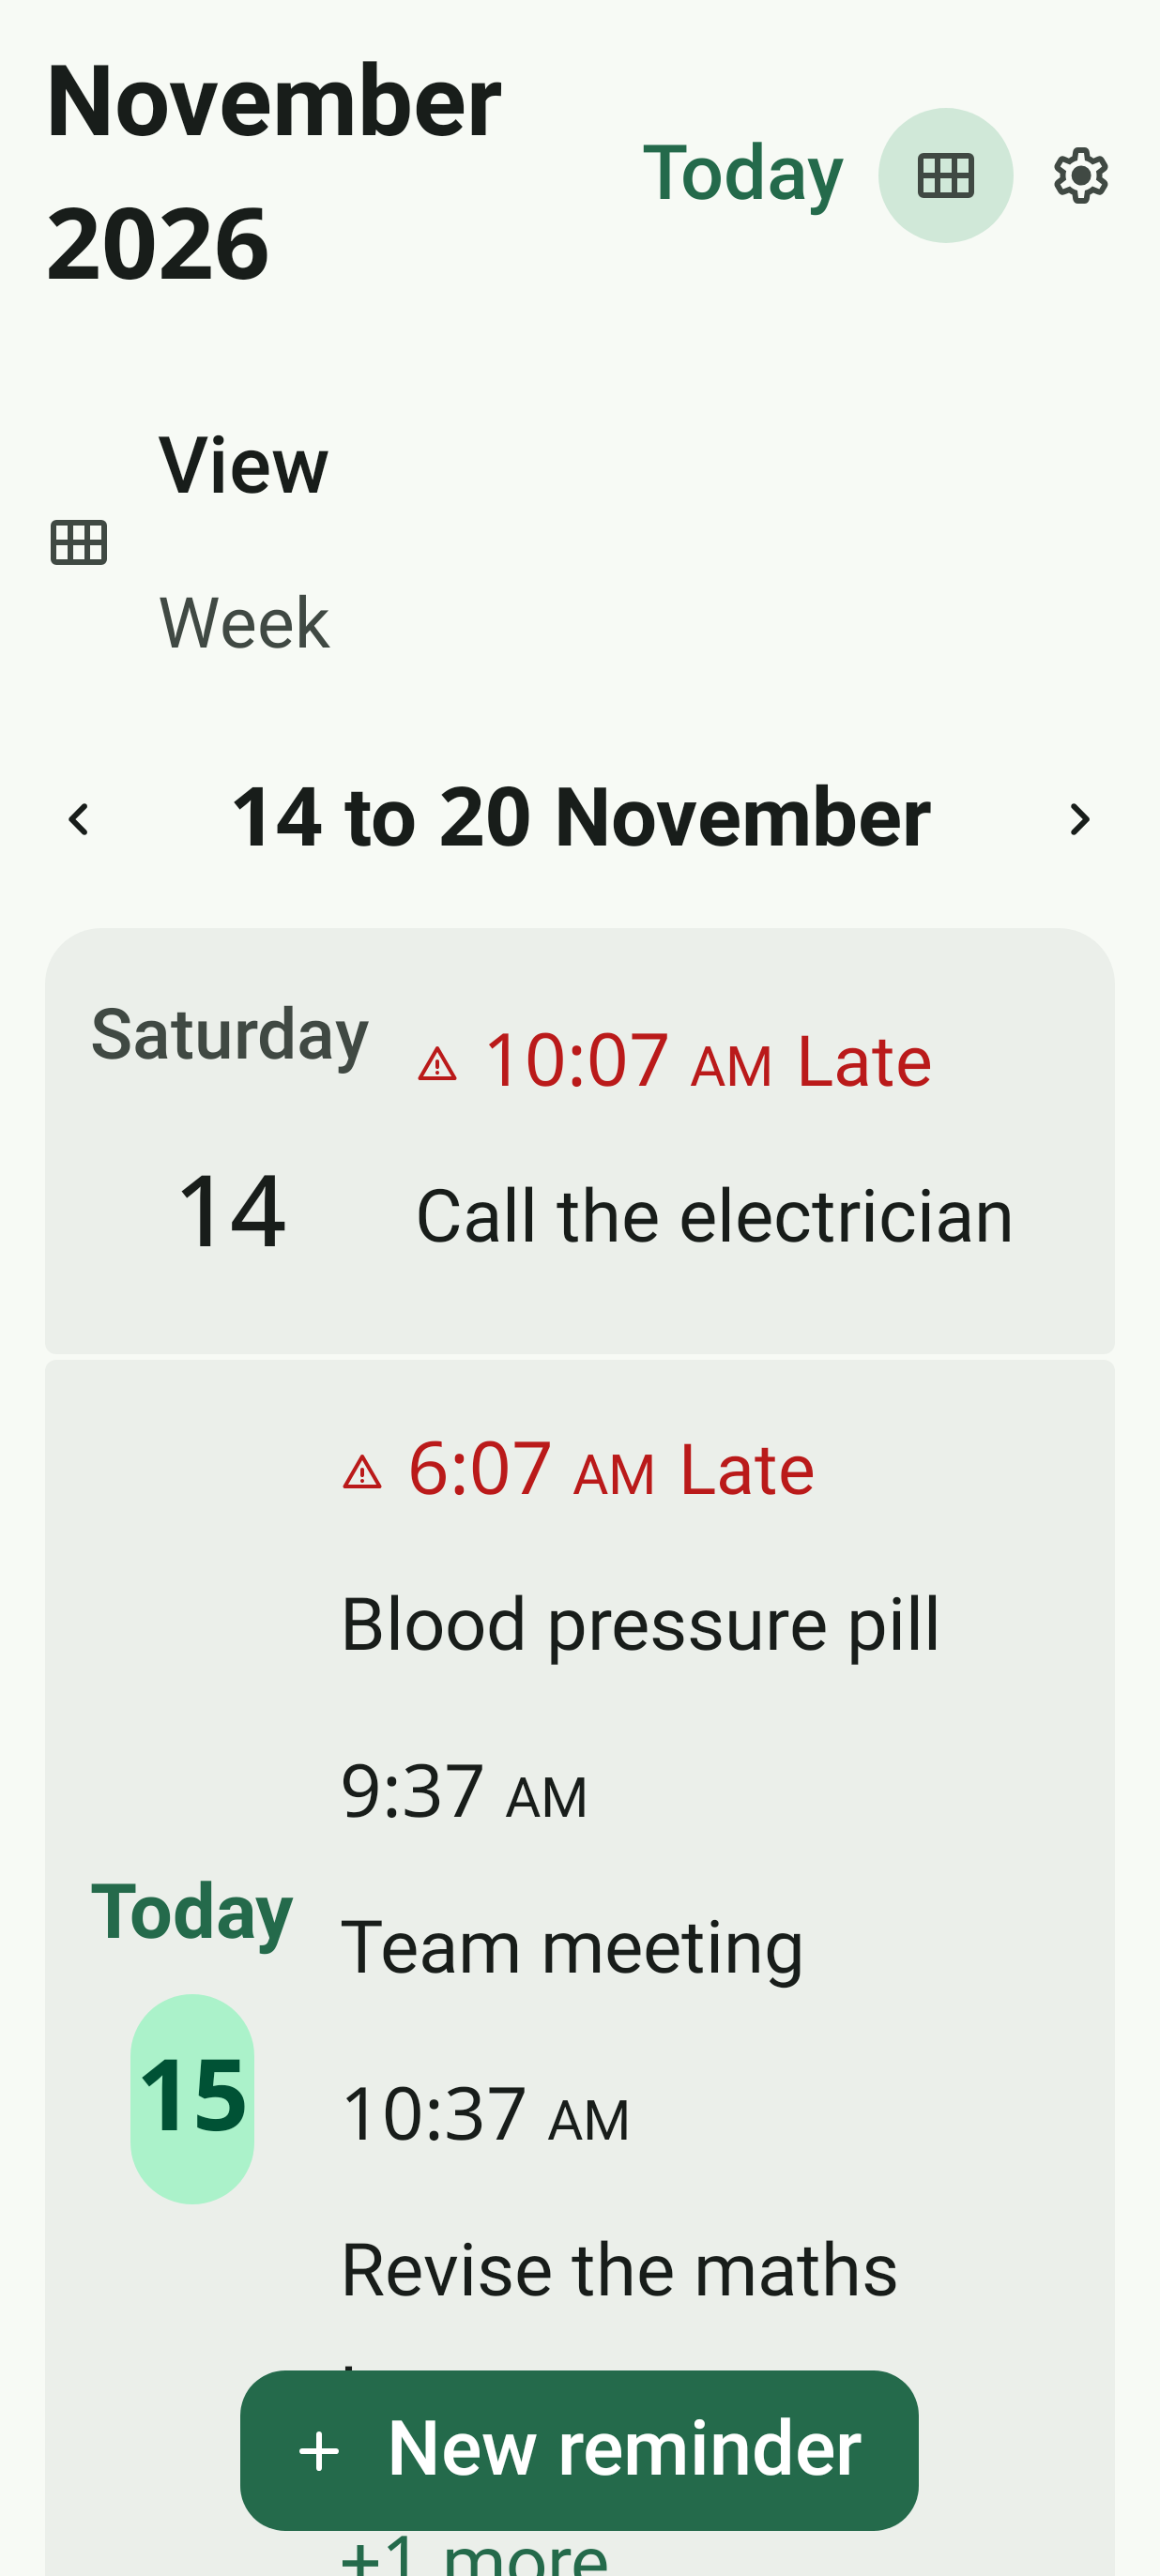 November
2026
Today
View
Week
14 to 20 November
Saturday
14
10:07 AM Late
Call the electrician
6:07 AM Late
Blood pressure pill
9:37 AM
Team meeting
Today
15
10:37 AM
Revise the maths
New reminder
+1 more